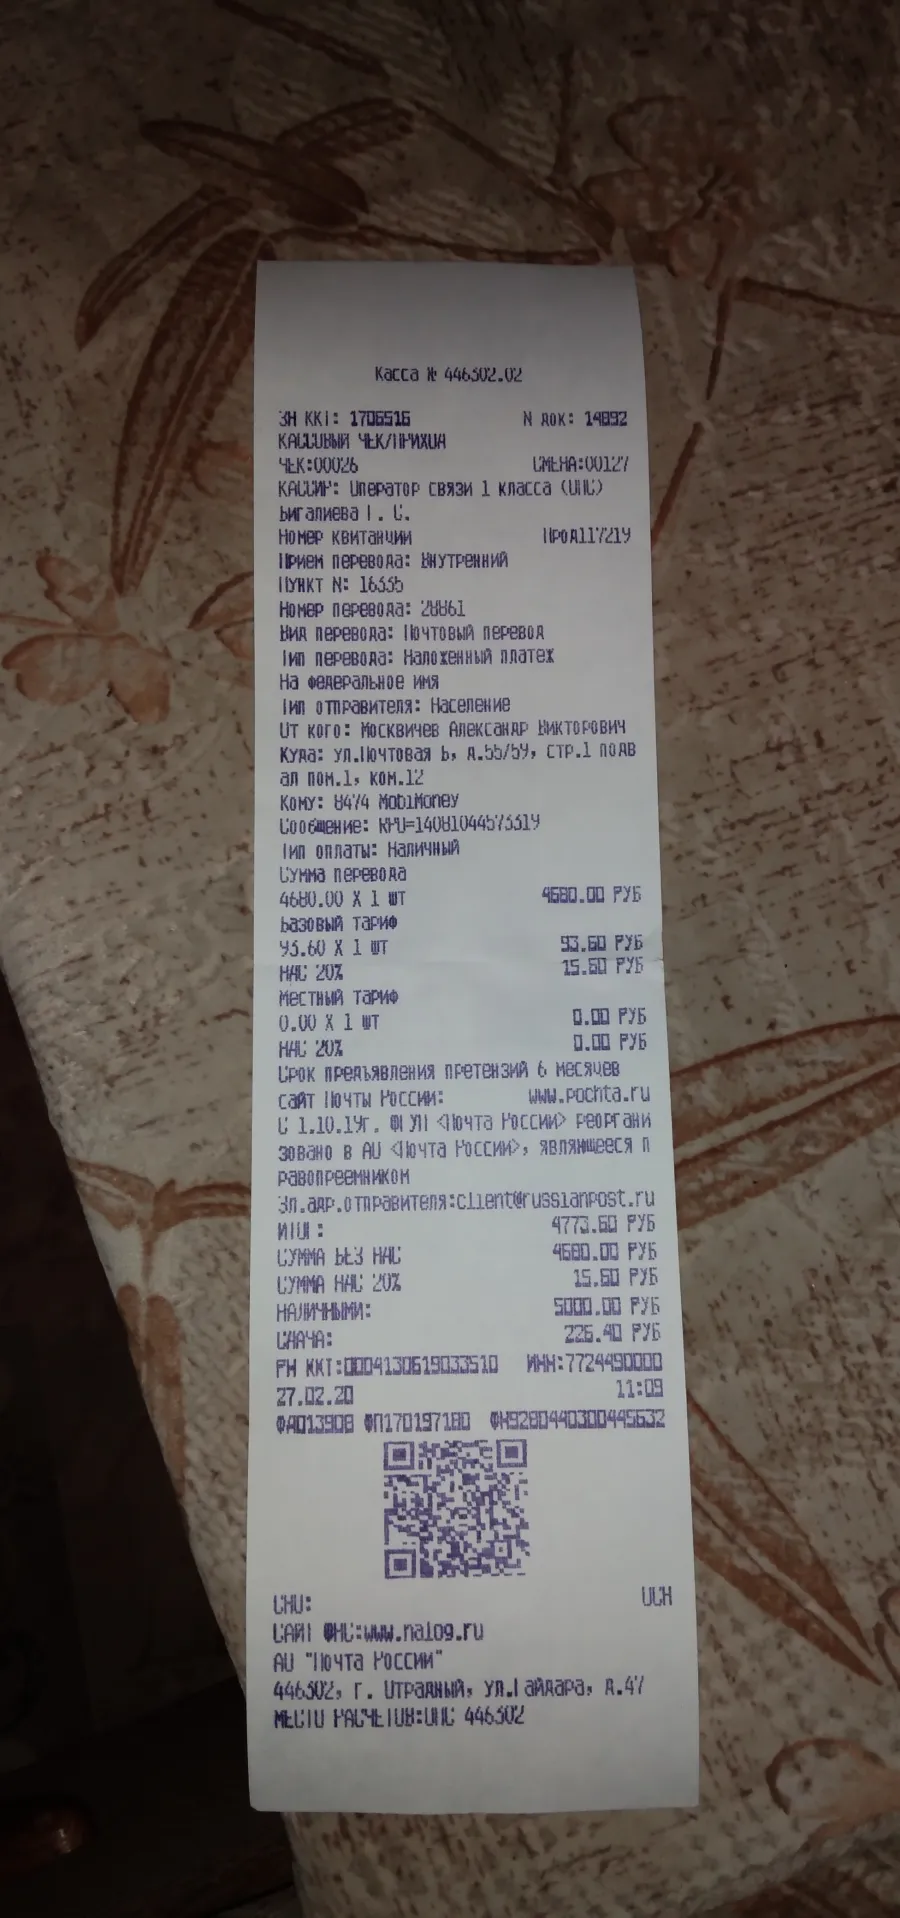 Касса № 446302.02
ЗН ККТ: 1706516 N док: 14892
КАССОВЫЙ ЧЕК/ПРИХОД
ЧЕК:00026 СМЕНА:00127
КАССИР: Оператор связи 1 класса (ОПС)
Бигалиева Г. С.
Номер квитанции Прод117219
Прием перевода: Внутренний
ПУНКТ N: 16335
Номер перевода: 28861
Вид перевода: Почтовый перевод
Тип перевода: Наложенный платеж
На федеральное имя
Тип отправителя: Население
От кого: Москвичев Александр Викторович
Куда: ул.Почтовая Б, д.55/59, стр.1 подв
ал пом.1, ком.12
Кому: 8474 MobiMoney
Сообщение: RPO=14081044573319
Тип оплаты: Наличный
Сумма перевода
4680.00 X 1 шт 4680.00 РУБ
Базовый тариф
93.60 X 1 шт 93.60 РУБ
НДС 20% 15.60 РУБ
Местный тариф
0.00 X 1 шт 0.00 РУБ
НДС 20% 0.00 РУБ
Срок предъявления претензий 6 месяцев
сайт Почты России: www.pochta.ru
С 1.10.19г. ФГУП <Почта России> реоргани
зовано в АО <Почта России>, являющееся п
равопреемником
Эл.адр.отправителя:client@russianpost.ru
ИТОГ: 4773.60 РУБ
СУММА БЕЗ НДС 4680.00 РУБ
СУММА НДС 20% 15.60 РУБ
НАЛИЧНЫМИ: 5000.00 РУБ
СДАЧА: 226.40 РУБ
РН ККТ:0004130619033510 ИНН:7724490000
27.02.20 11:09
ФД013908 ФП170197180 ФН9280440300445632
СНО: ОСН
САЙТ ФНС:www.nalog.ru
АО "Почта России"
446302, г. Отрадный, ул.Гайдара, д.47
МЕСТО РАСЧЕТОВ:ОПС 446302